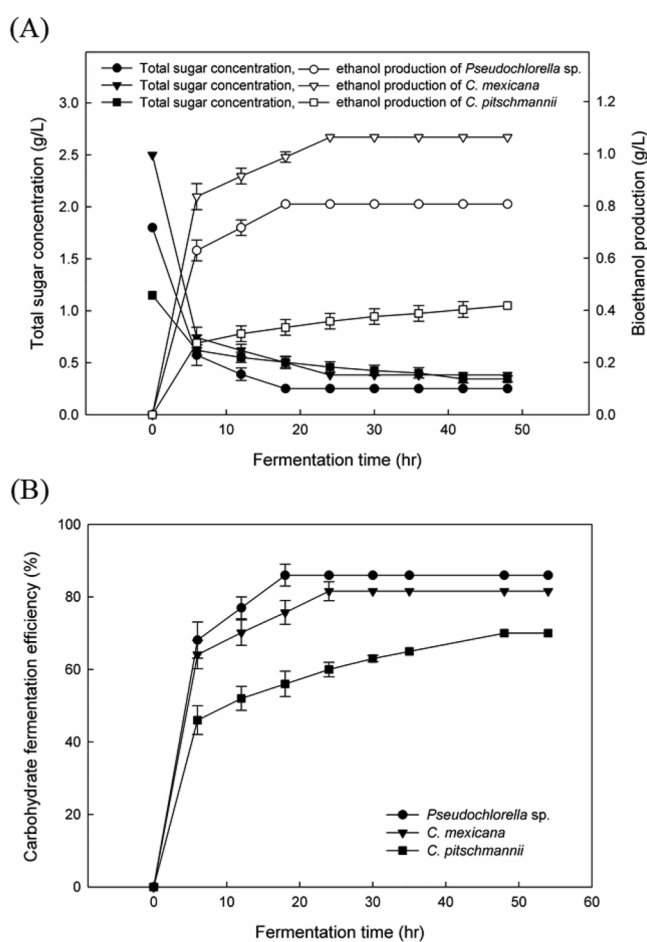 (A)
Total sugar concentration, ethanol production of Pseudochlorella sp.
Total sugar concentration, ethanol production of C. mexicana
Total sugar concentration, ethanol production of C. pitschmannii
Total sugar concentration (g/L)
3.0
2.5
2.0
1.5
1.0
0.5
0.0
1.2
1.0
0.8
0.6
0.4
0.2
0.0
Bioethanol production (g/L)
0 10 20 30 40 50
Fermentation time (hr)
(B)
Carbohydrate fermentation efficiency (%)
100
80
60
40
20
0
Pseudochlorella sp.
C. mexicana
C. pitschmannii
0 10 20 30 40 50 60
Fermentation time (hr)